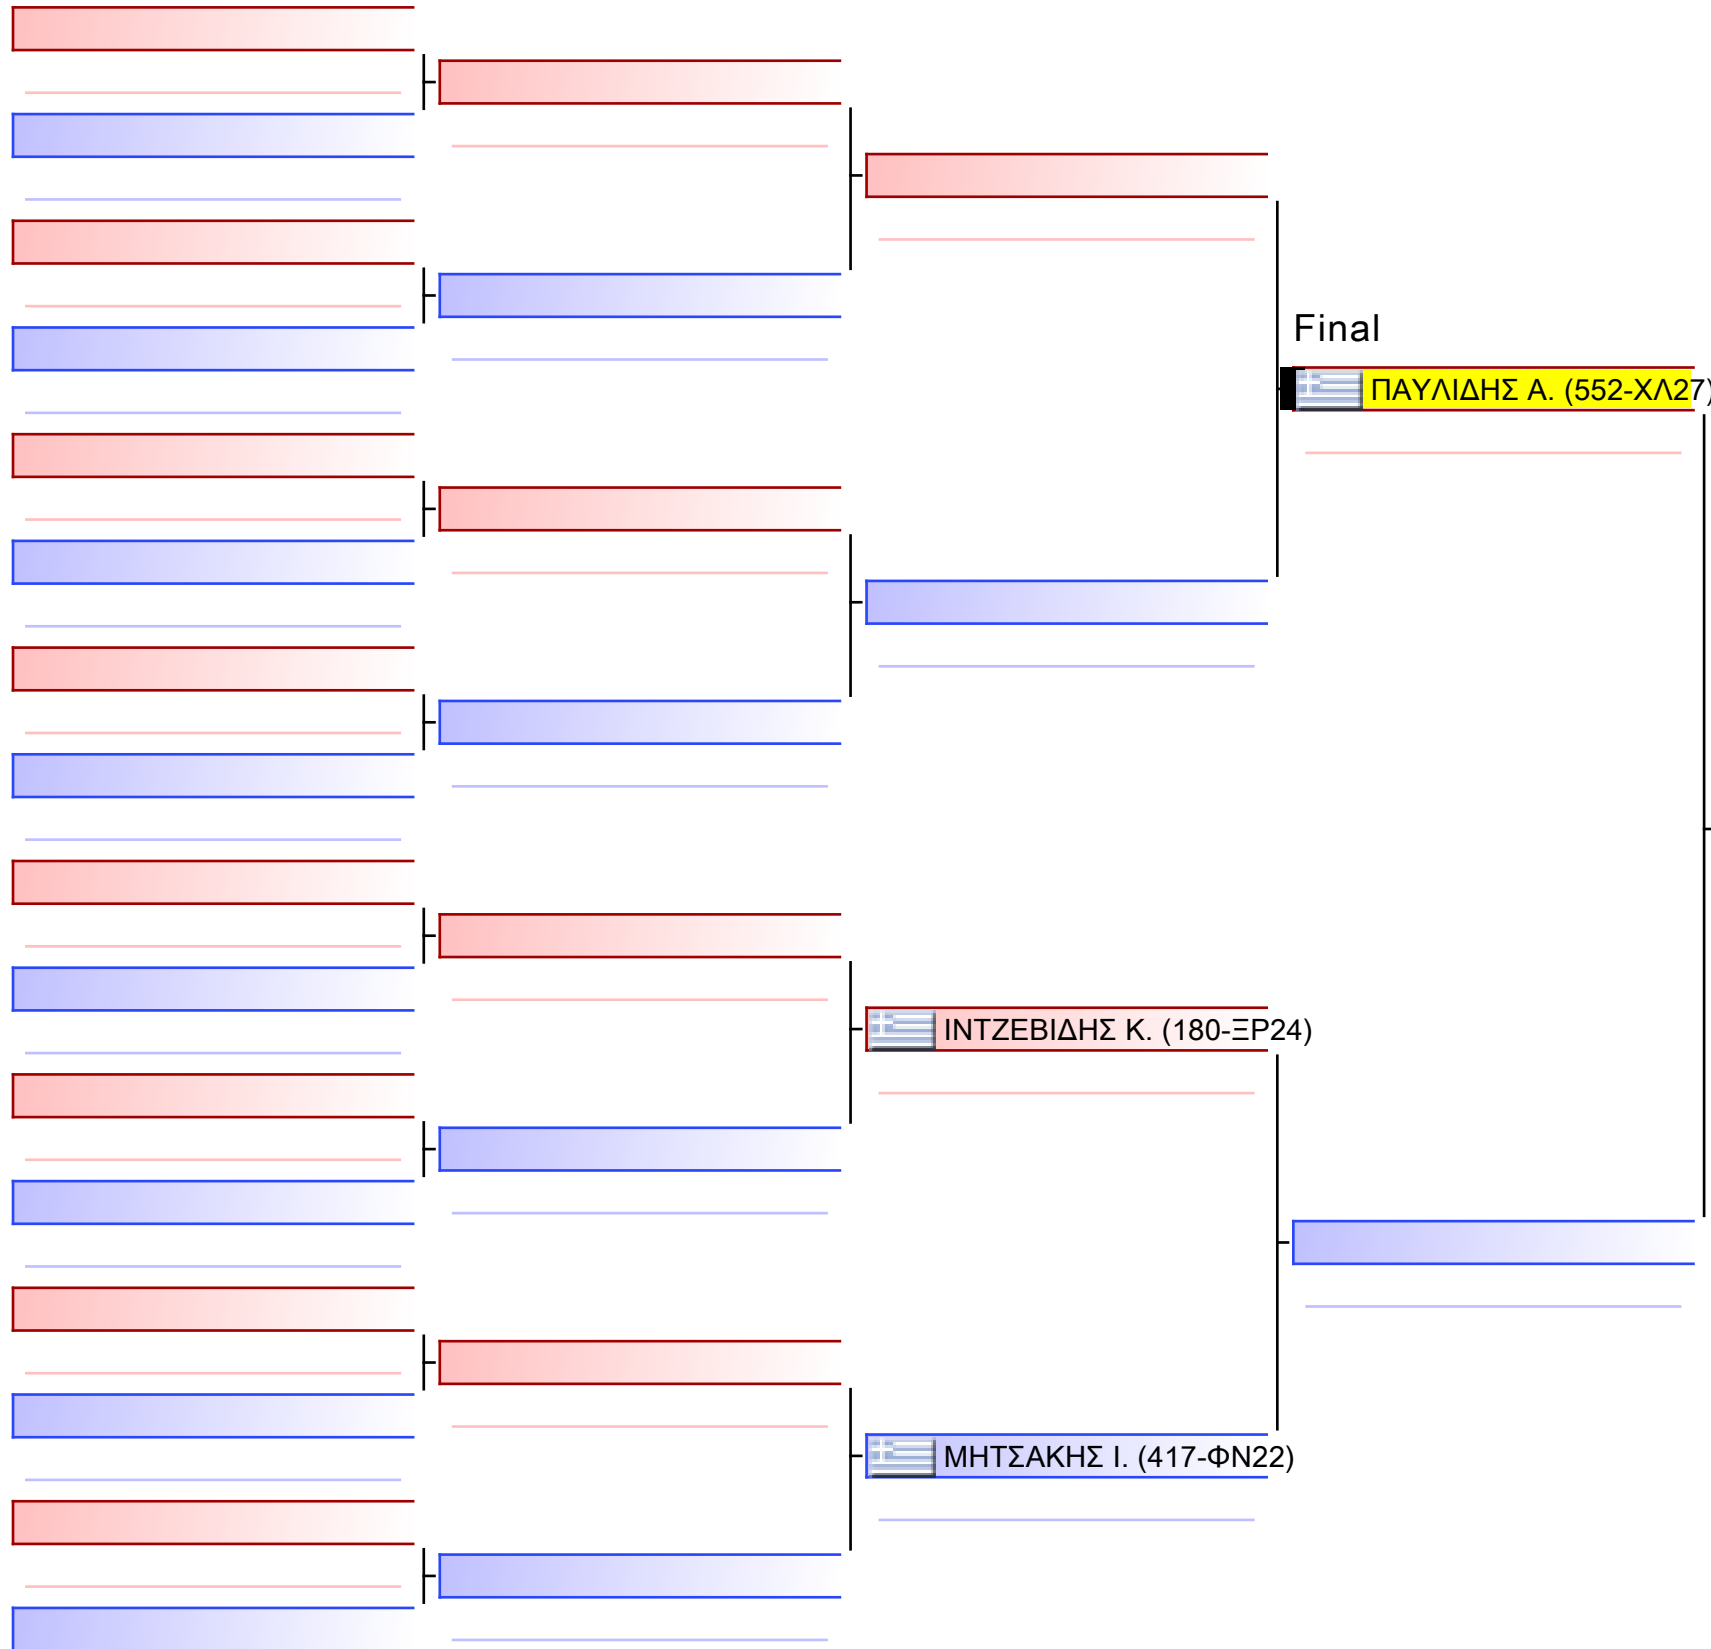 Final
ΠΑΥΛΙΔΗΣ Α. (552-ΧΛ27)
ΙΝΤΖΕΒΙΔΗΣ Κ. (180-ΞΡ24)
ΜΗΤΣΑΚΗΣ Ι. (417-ΦΝ22)